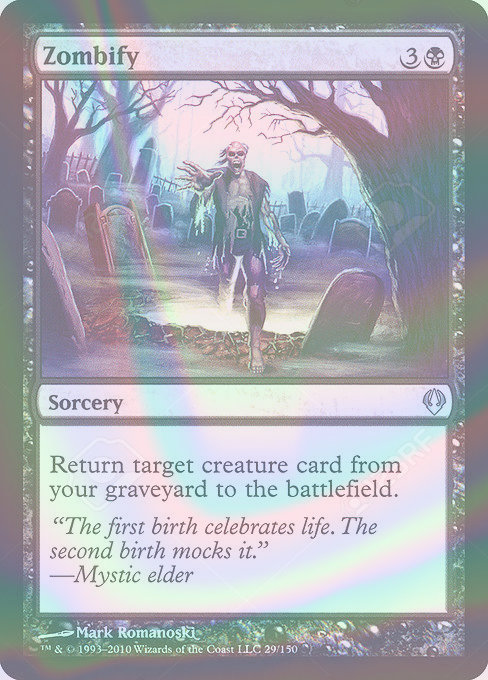 Zombify 3
Sorcery
Return target creature card from
your graveyard to the battlefield.
“The first birth celebrates life. The
second birth mocks it.”
—Mystic elder
Mark Romanoski
™ & © 1993–2010 Wizards of the Coast LLC 29/150